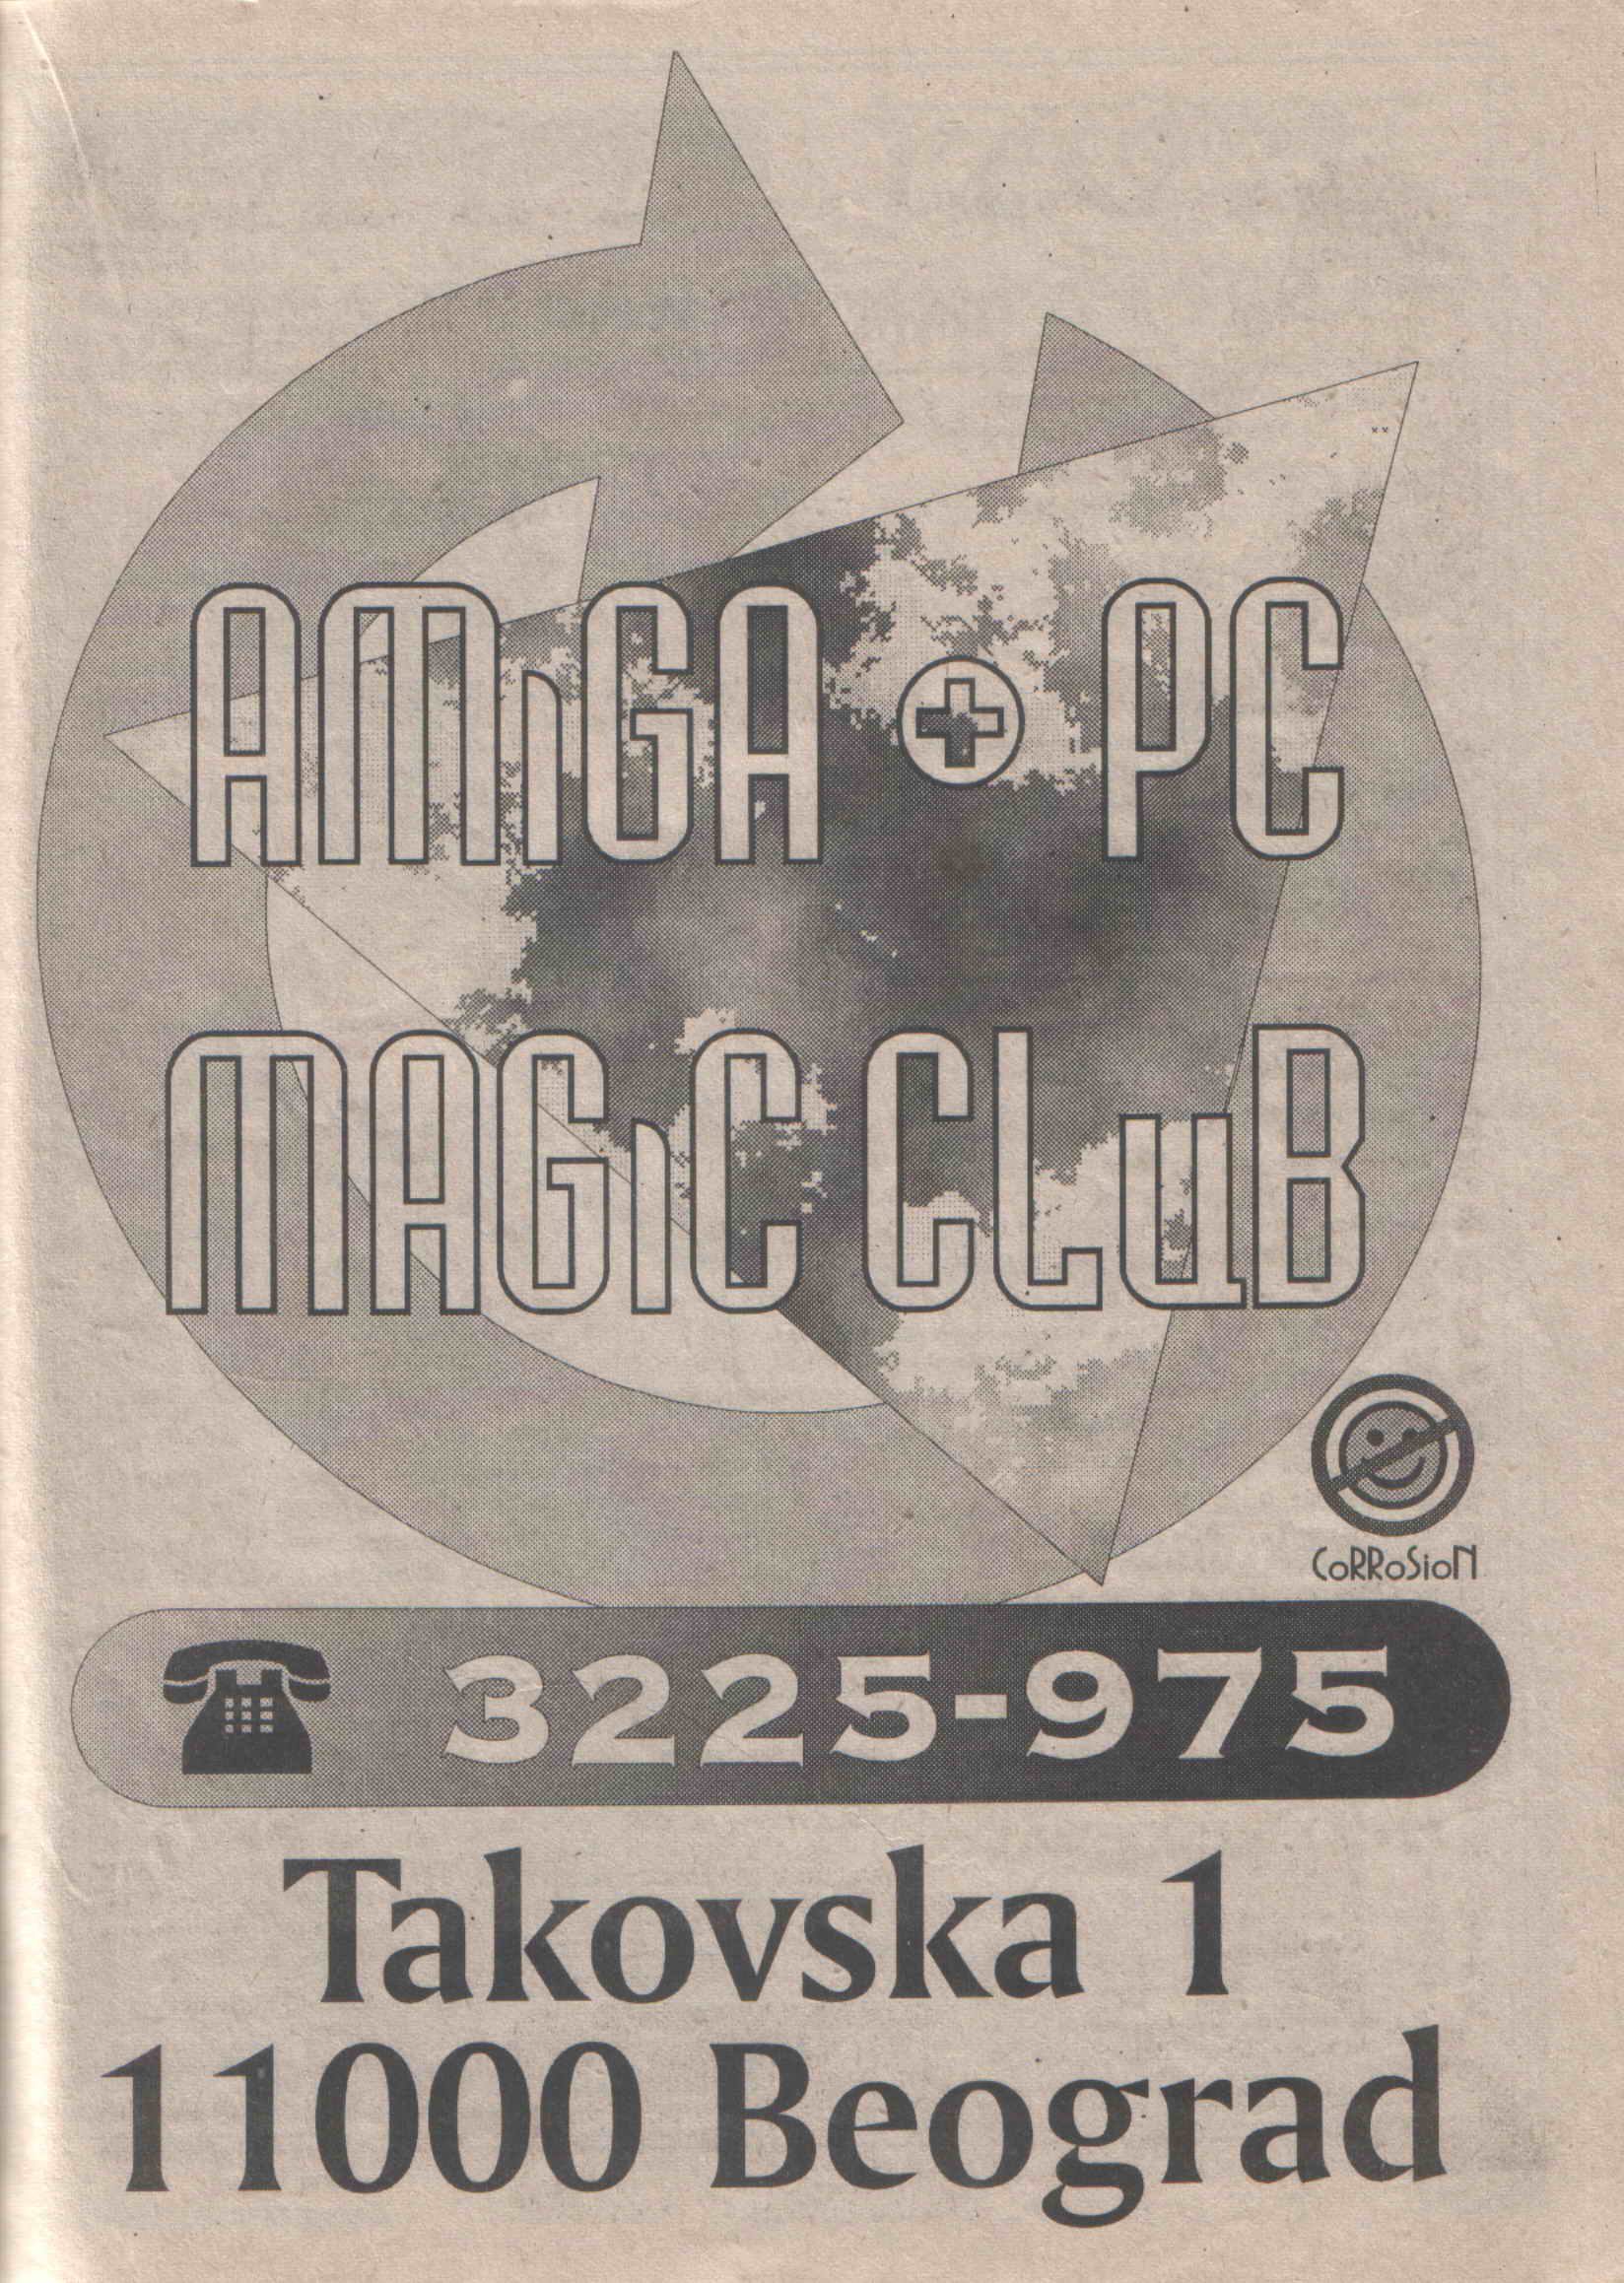 AMiGA + PC
MAGiC CLuB
CoRRoSioN
3225-975
Takovska 1
11000 Beograd